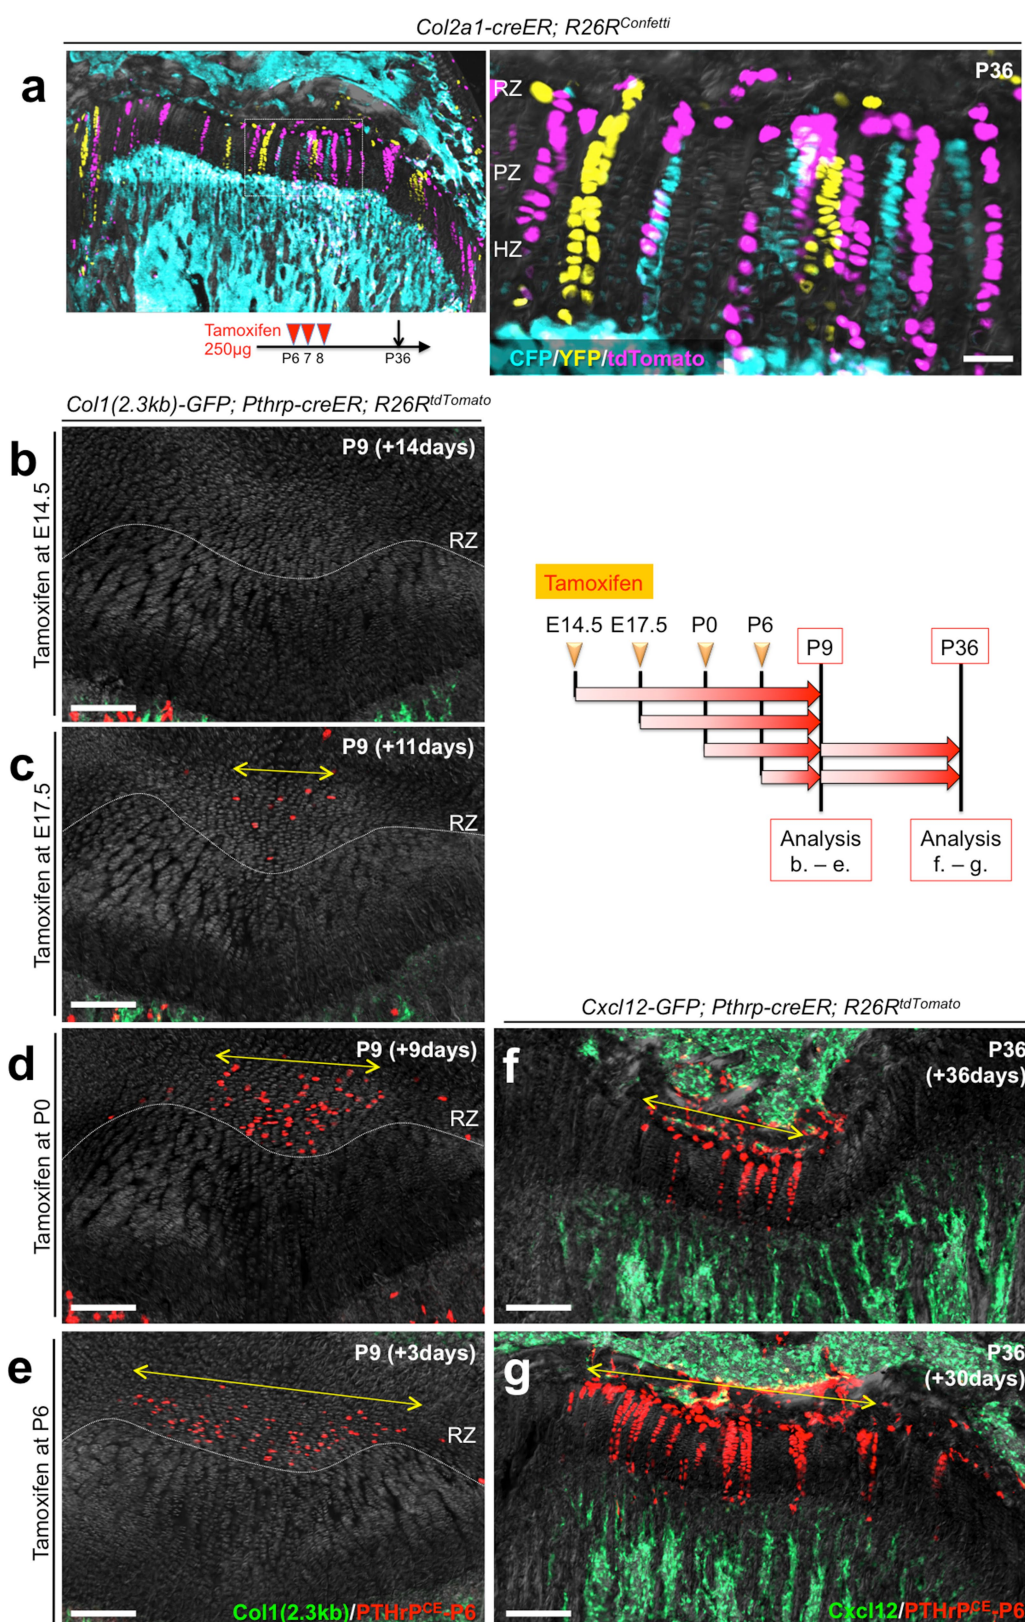 Col2a1-creER; R26RConfetti
a
RZ
PZ
HZ
P36
CFP/YFP/tdTomato
Tamoxifen
250µg
P6 7 8
P36
Col1(2.3kb)-GFP; Pthrp-creER; R26RtdTomato
b
Tamoxifen at E14.5
P9 (+14days)
RZ
c
Tamoxifen at E17.5
P9 (+11days)
RZ
Tamoxifen
E14.5 E17.5 P0 P6
P9
P36
Analysis
b. – e.
Analysis
f. – g.
d
Tamoxifen at P0
P9 (+9days)
RZ
e
Tamoxifen at P6
P9 (+3days)
RZ
Col1(2.3kb)/PTHrPCE-P6
Cxcl12-GFP; Pthrp-creER; R26RtdTomato
f
P36
(+36days)
g
P36
(+30days)
Cxcl12/PTHrPCE-P6